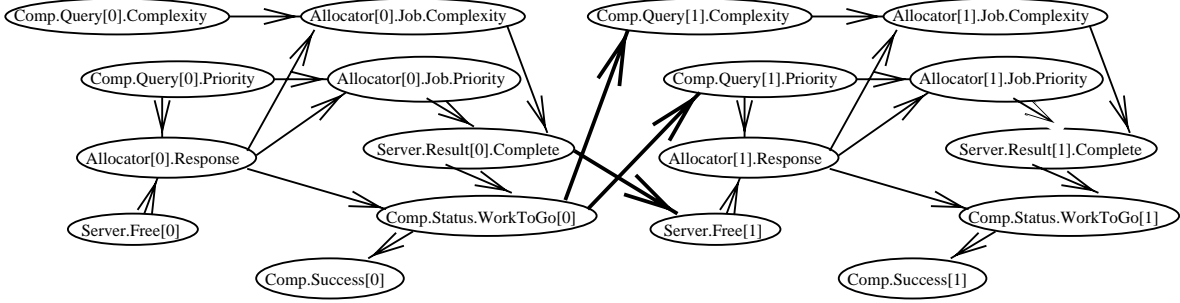 Comp.Query[0].Complexity
Allocator[0].Job.Complexity
Comp.Query[1].Complexity
Allocator[1].Job.Complexity
Comp.Query[0].Priority
Allocator[0].Job.Priority
Comp.Query[1].Priority
Allocator[1].Job.Priority
Allocator[0].Response
Server.Result[0].Complete
Allocator[1].Response
Server.Result[1].Complete
Server.Free[0]
Comp.Status.WorkToGo[0]
Server.Free[1]
Comp.Status.WorkToGo[1]
Comp.Success[0]
Comp.Success[1]